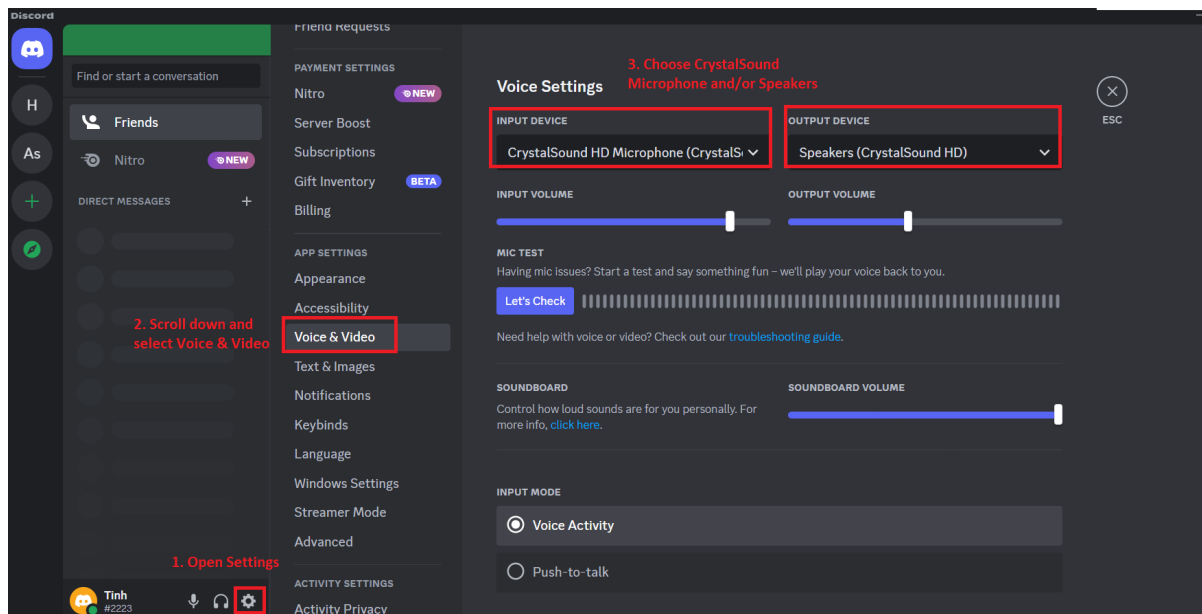 Discord
H
As
Find or start a conversation
Friends
Nitro
NEW
DIRECT MESSAGES
+
2. Scroll down and
select Voice & Video
1. Open Settings
Tinh
#2223
Friend Requests
PAYMENT SETTINGS
Nitro
NEW
Server Boost
Subscriptions
Gift Inventory
BETA
Billing
APP SETTINGS
Appearance
Accessibility
Voice & Video
Text & Images
Notifications
Keybinds
Language
Windows Settings
Streamer Mode
Advanced
ACTIVITY SETTINGS
Activity Privacy
3. Choose CrystalSound
Microphone and/or Speakers
Voice Settings
ESC
INPUT DEVICE
OUTPUT DEVICE
CrystalSound HD Microphone (CrystalS
Speakers (CrystalSound HD)
INPUT VOLUME
OUTPUT VOLUME
MIC TEST
Having mic issues? Start a test and say something fun – we'll play your voice back to you.
Let's Check
Need help with voice or video? Check out our troubleshooting guide.
SOUNDBOARD
SOUNDBOARD VOLUME
Control how loud sounds are for you personally. For
more info, click here.
INPUT MODE
Voice Activity
Push-to-talk